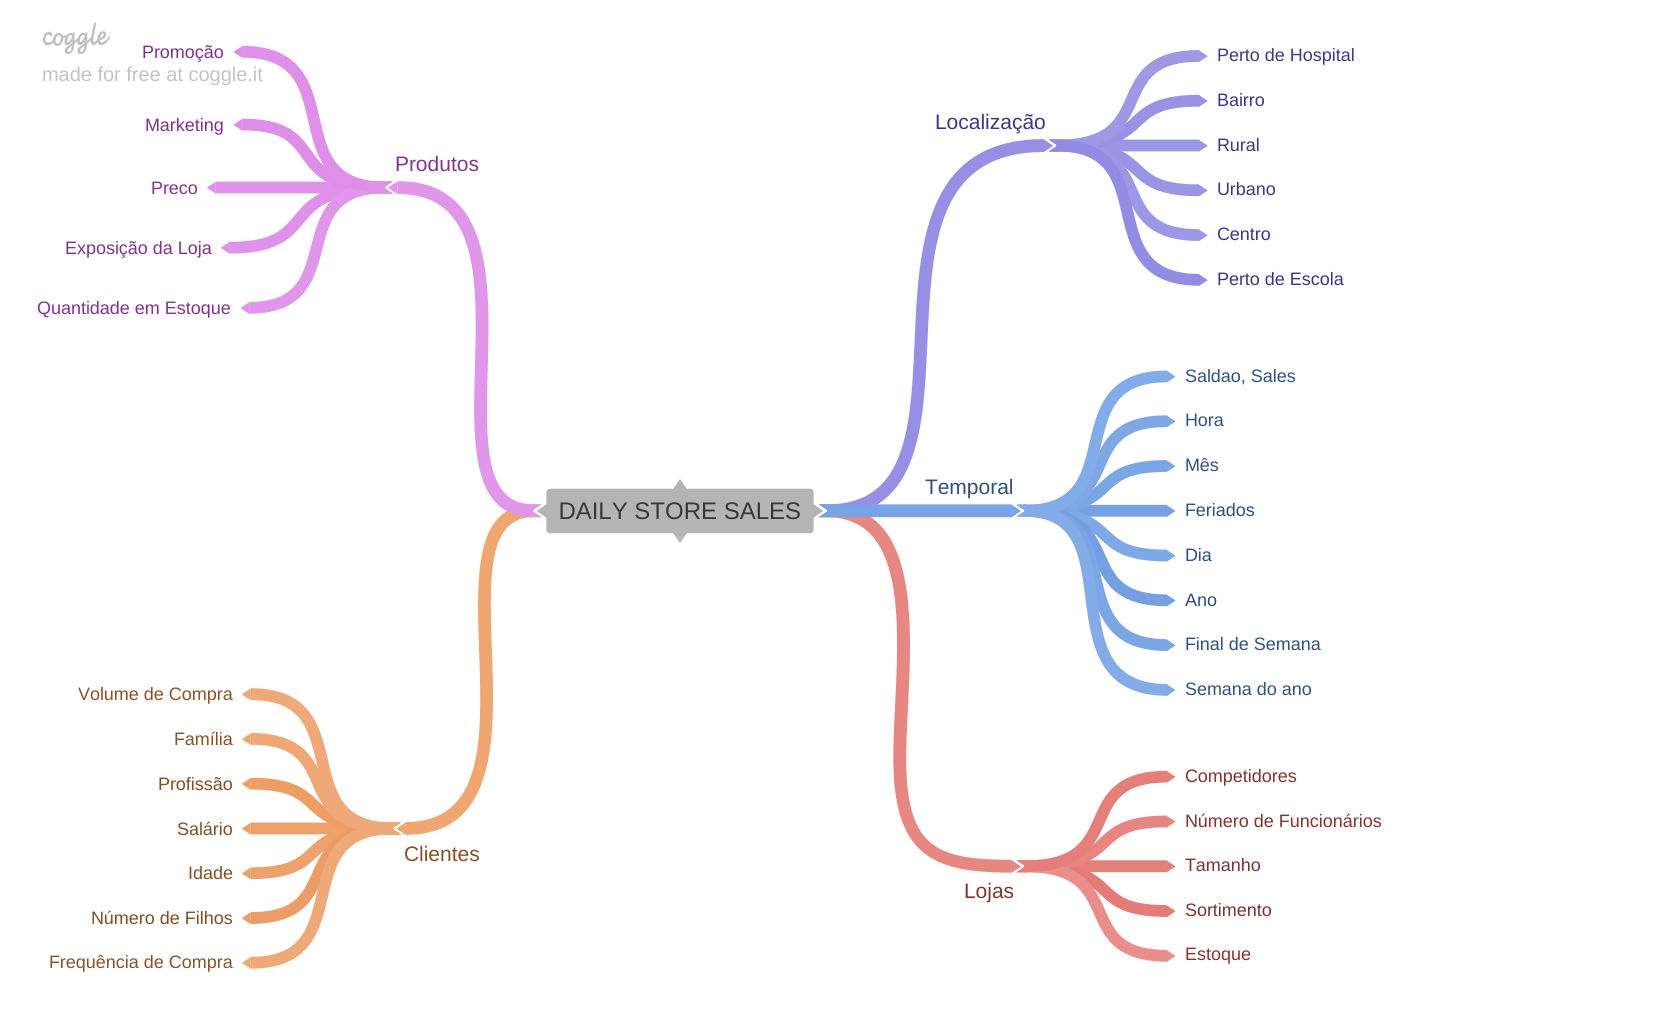 coggle
made for free at coggle.it
Promoção
Marketing
Produtos
Preco
Exposição da Loja
Quantidade em Estoque
Localização
Perto de Hospital
Bairro
Rural
Urbano
Centro
Perto de Escola
DAILY STORE SALES
Temporal
Saldao, Sales
Hora
Mês
Feriados
Dia
Ano
Final de Semana
Semana do ano
Volume de Compra
Família
Profissão
Salário
Clientes
Idade
Número de Filhos
Frequência de Compra
Competidores
Número de Funcionários
Tamanho
Lojas
Sortimento
Estoque